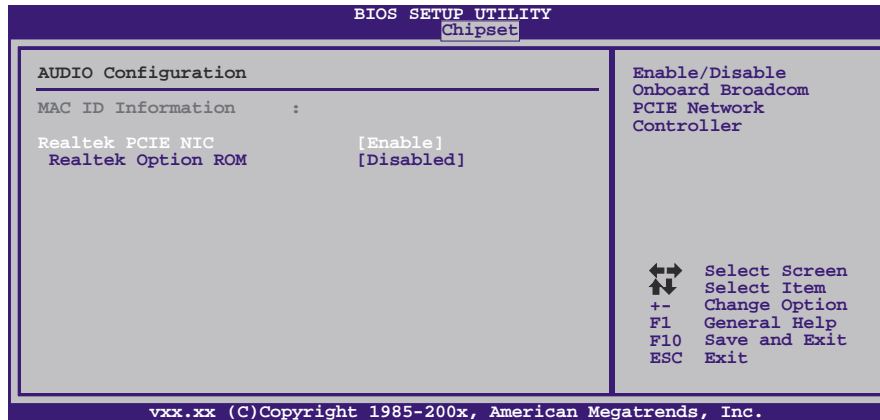 BIOS SETUP UTILITY
Chipset
AUDIO Configuration
MAC ID Information :
Realtek PCIE NIC [Enable]
Realtek Option ROM [Disabled]
Enable/Disable
Onboard Broadcom
PCIE Network
Controller
Select Screen
Select Item
+- Change Option
F1 General Help
F10 Save and Exit
ESC Exit
vxx.xx (C)Copyright 1985-200x, American Megatrends, Inc.